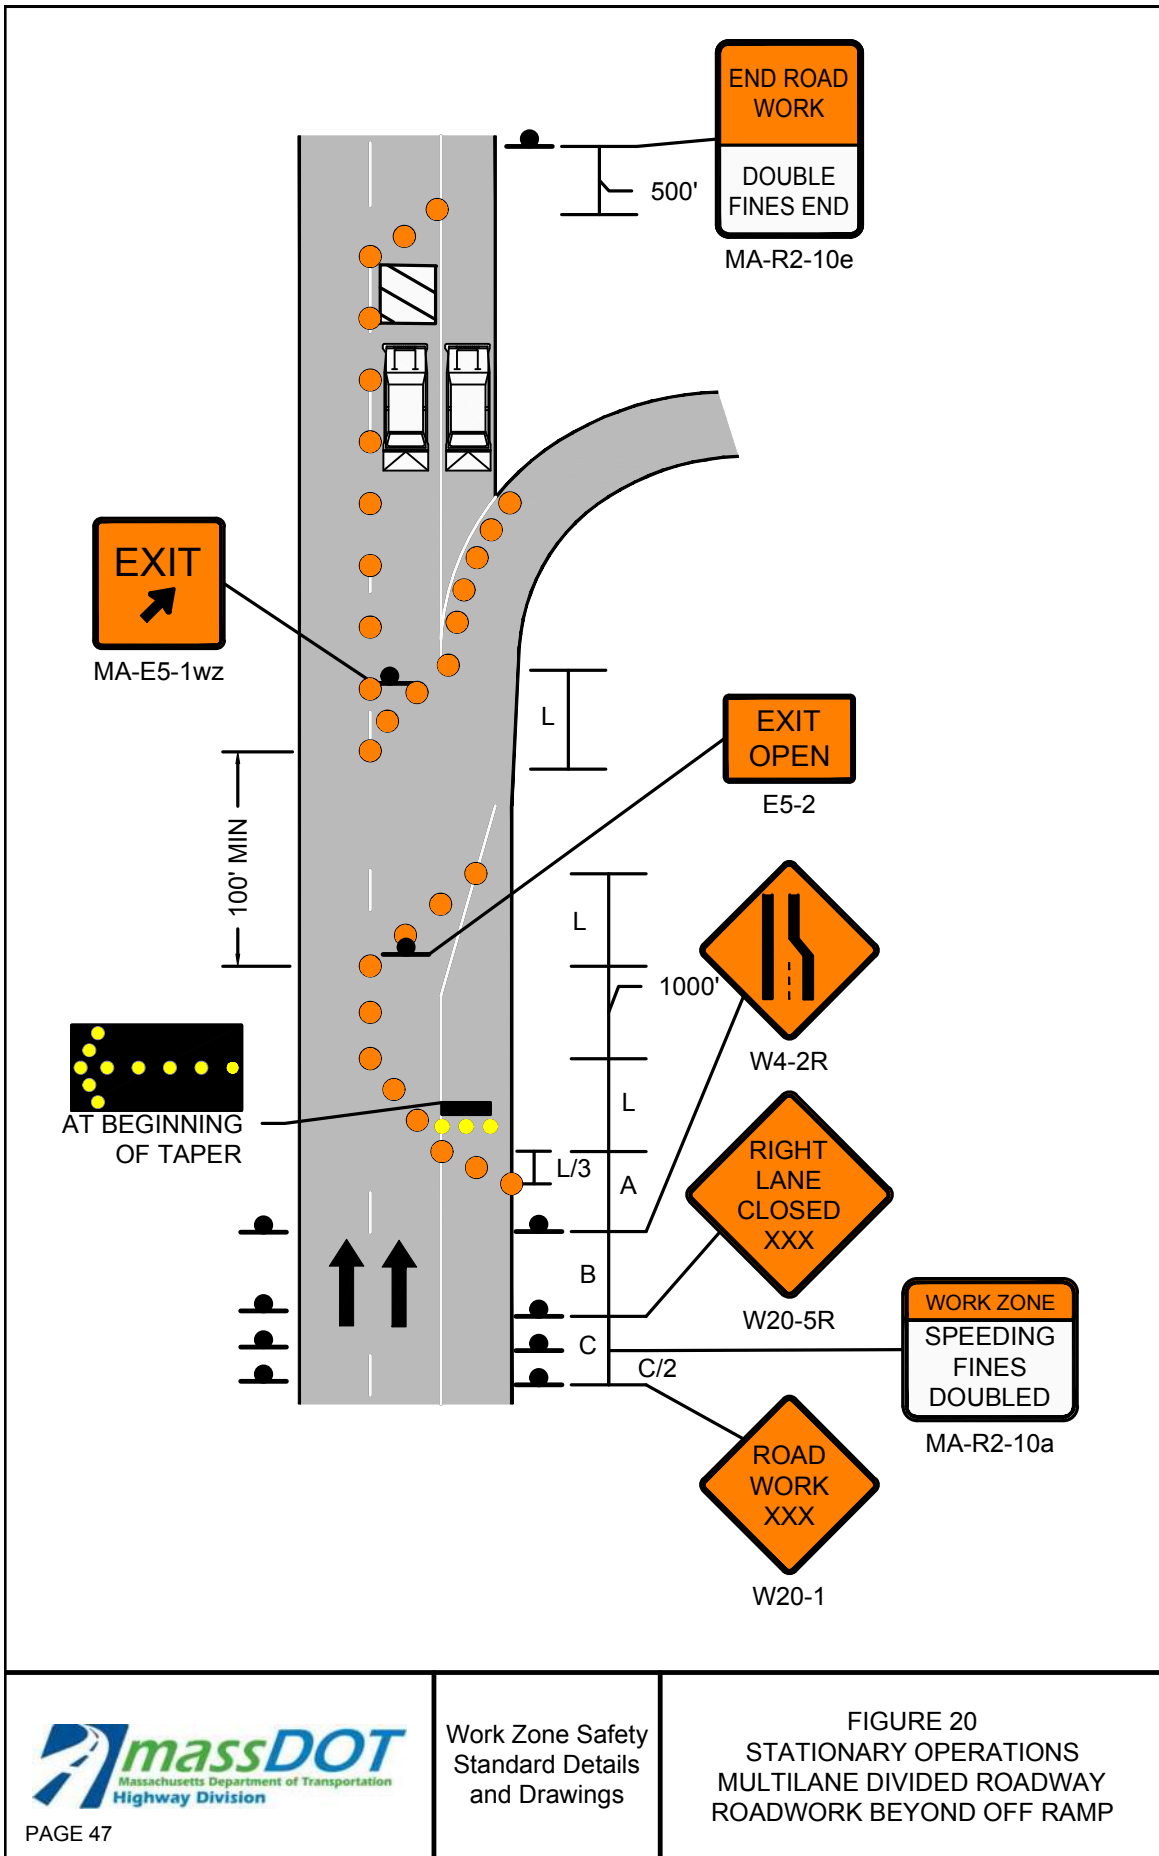 END ROAD
WORK
DOUBLE
FINES END
MA-R2-10e
500'
EXIT
MA-E5-1wz
L
EXIT
OPEN
E5-2
100' MIN
L
1000'
W4-2R
AT BEGINNING
OF TAPER
L
L/3
A
RIGHT
LANE
CLOSED
XXX
W20-5R
B
C
C/2
WORK ZONE
SPEEDING
FINES
DOUBLED
MA-R2-10a
ROAD
WORK
XXX
W20-1
massDOT
Massachusetts Department of Transportation
Highway Division
PAGE 47
Work Zone Safety
Standard Details
and Drawings
FIGURE 20
STATIONARY OPERATIONS
MULTILANE DIVIDED ROADWAY
ROADWORK BEYOND OFF RAMP